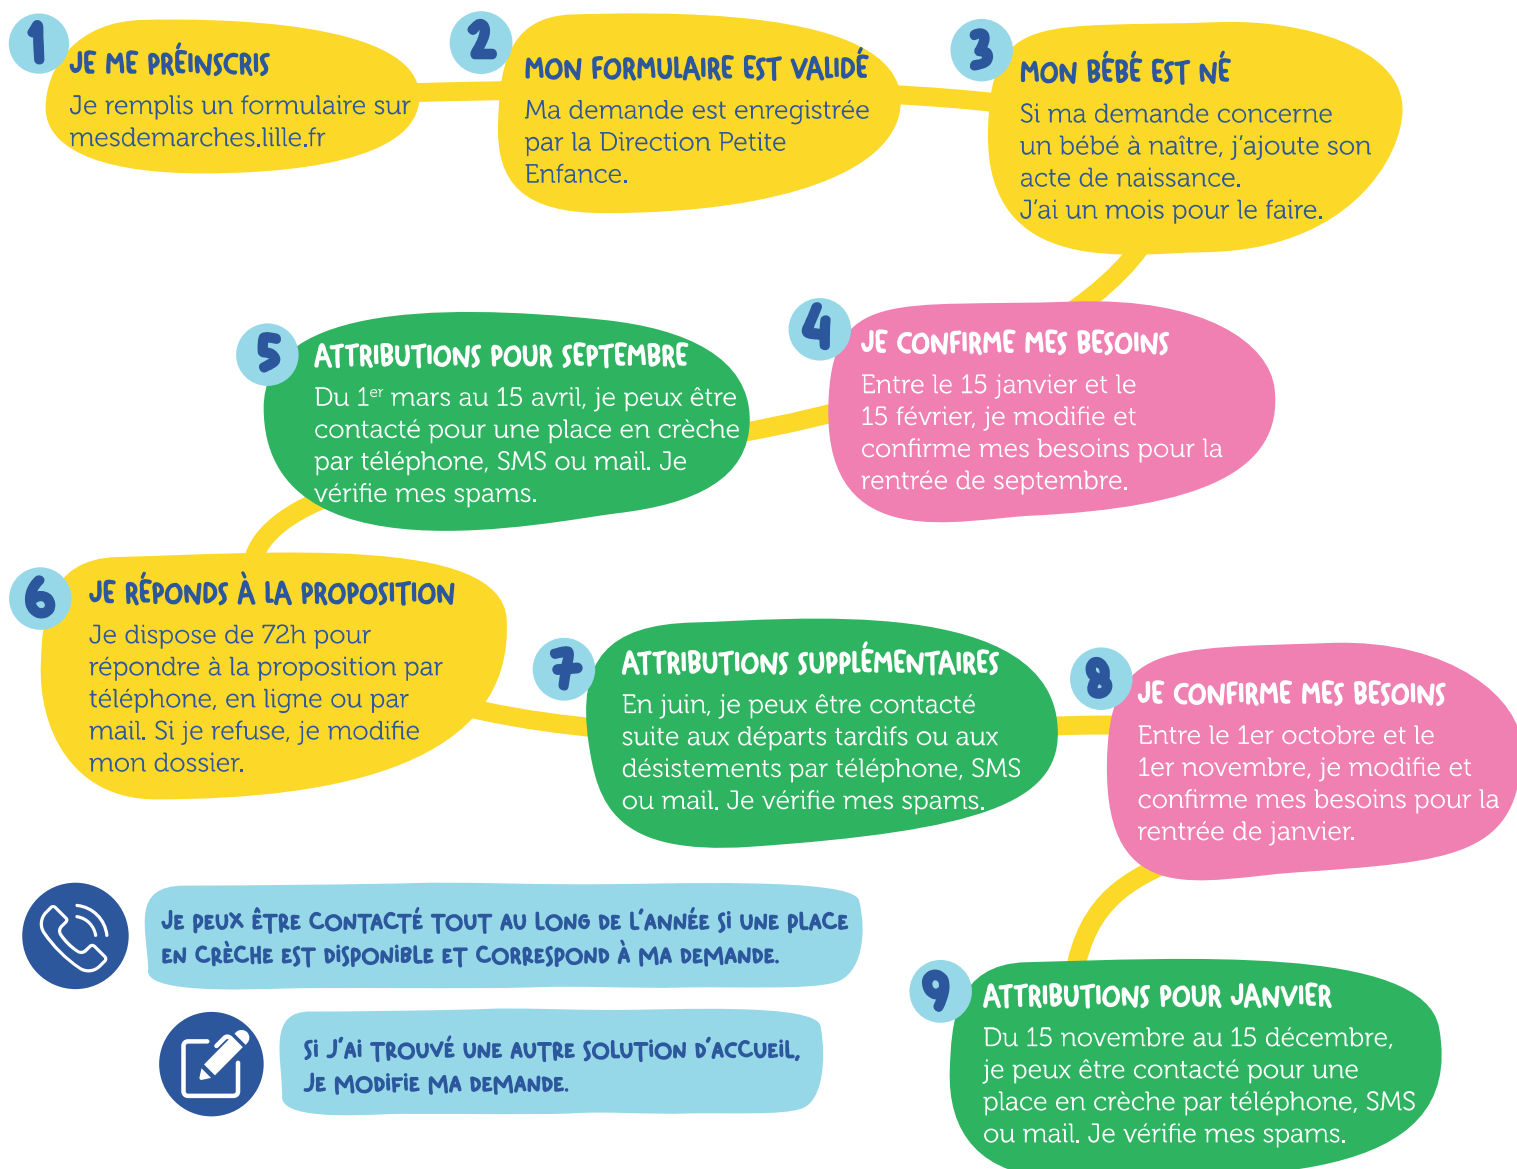 1
JE ME PRÉINSCRIS
Je remplis un formulaire sur
mesdemarches.lille.fr
2
MON FORMULAIRE EST VALIDÉ
Ma demande est enregistrée
par la Direction Petite
Enfance.
3
MON BÉBÉ EST NÉ
Si ma demande concerne
un bébé à naître, j'ajoute son
acte de naissance.
J'ai un mois pour le faire.
4
JE CONFIRME MES BESOINS
Entre le 15 janvier et le
15 février, je modifie et
confirme mes besoins pour la
rentrée de septembre.
5
ATTRIBUTIONS POUR SEPTEMBRE
Du 1er mars au 15 avril, je peux être
contacté pour une place en crèche
par téléphone, SMS ou mail. Je
vérifie mes spams.
6
JE RÉPONDS À LA PROPOSITION
Je dispose de 72h pour
répondre à la proposition par
téléphone, en ligne ou par
mail. Si je refuse, je modifie
mon dossier.
7
ATTRIBUTIONS SUPPLÉMENTAIRES
En juin, je peux être contacté
suite aux départs tardifs ou aux
désistements par téléphone, SMS
ou mail. Je vérifie mes spams.
8
JE CONFIRME MES BESOINS
Entre le 1er octobre et le
1er novembre, je modifie et
confirme mes besoins pour la
rentrée de janvier.
9
ATTRIBUTIONS POUR JANVIER
Du 15 novembre au 15 décembre,
je peux être contacté pour une
place en crèche par téléphone, SMS
ou mail. Je vérifie mes spams.
JE PEUX ÊTRE CONTACTÉ TOUT AU LONG DE L'ANNÉE Si UNE PLACE
EN CRÈCHE EST DiSPONiBLE ET CORRESPOND À MA DEMANDE.
Si J'Ai TROUVÉ UNE AUTRE SOLUTiON D'ACCUEiL,
JE MODiFiE MA DEMANDE.